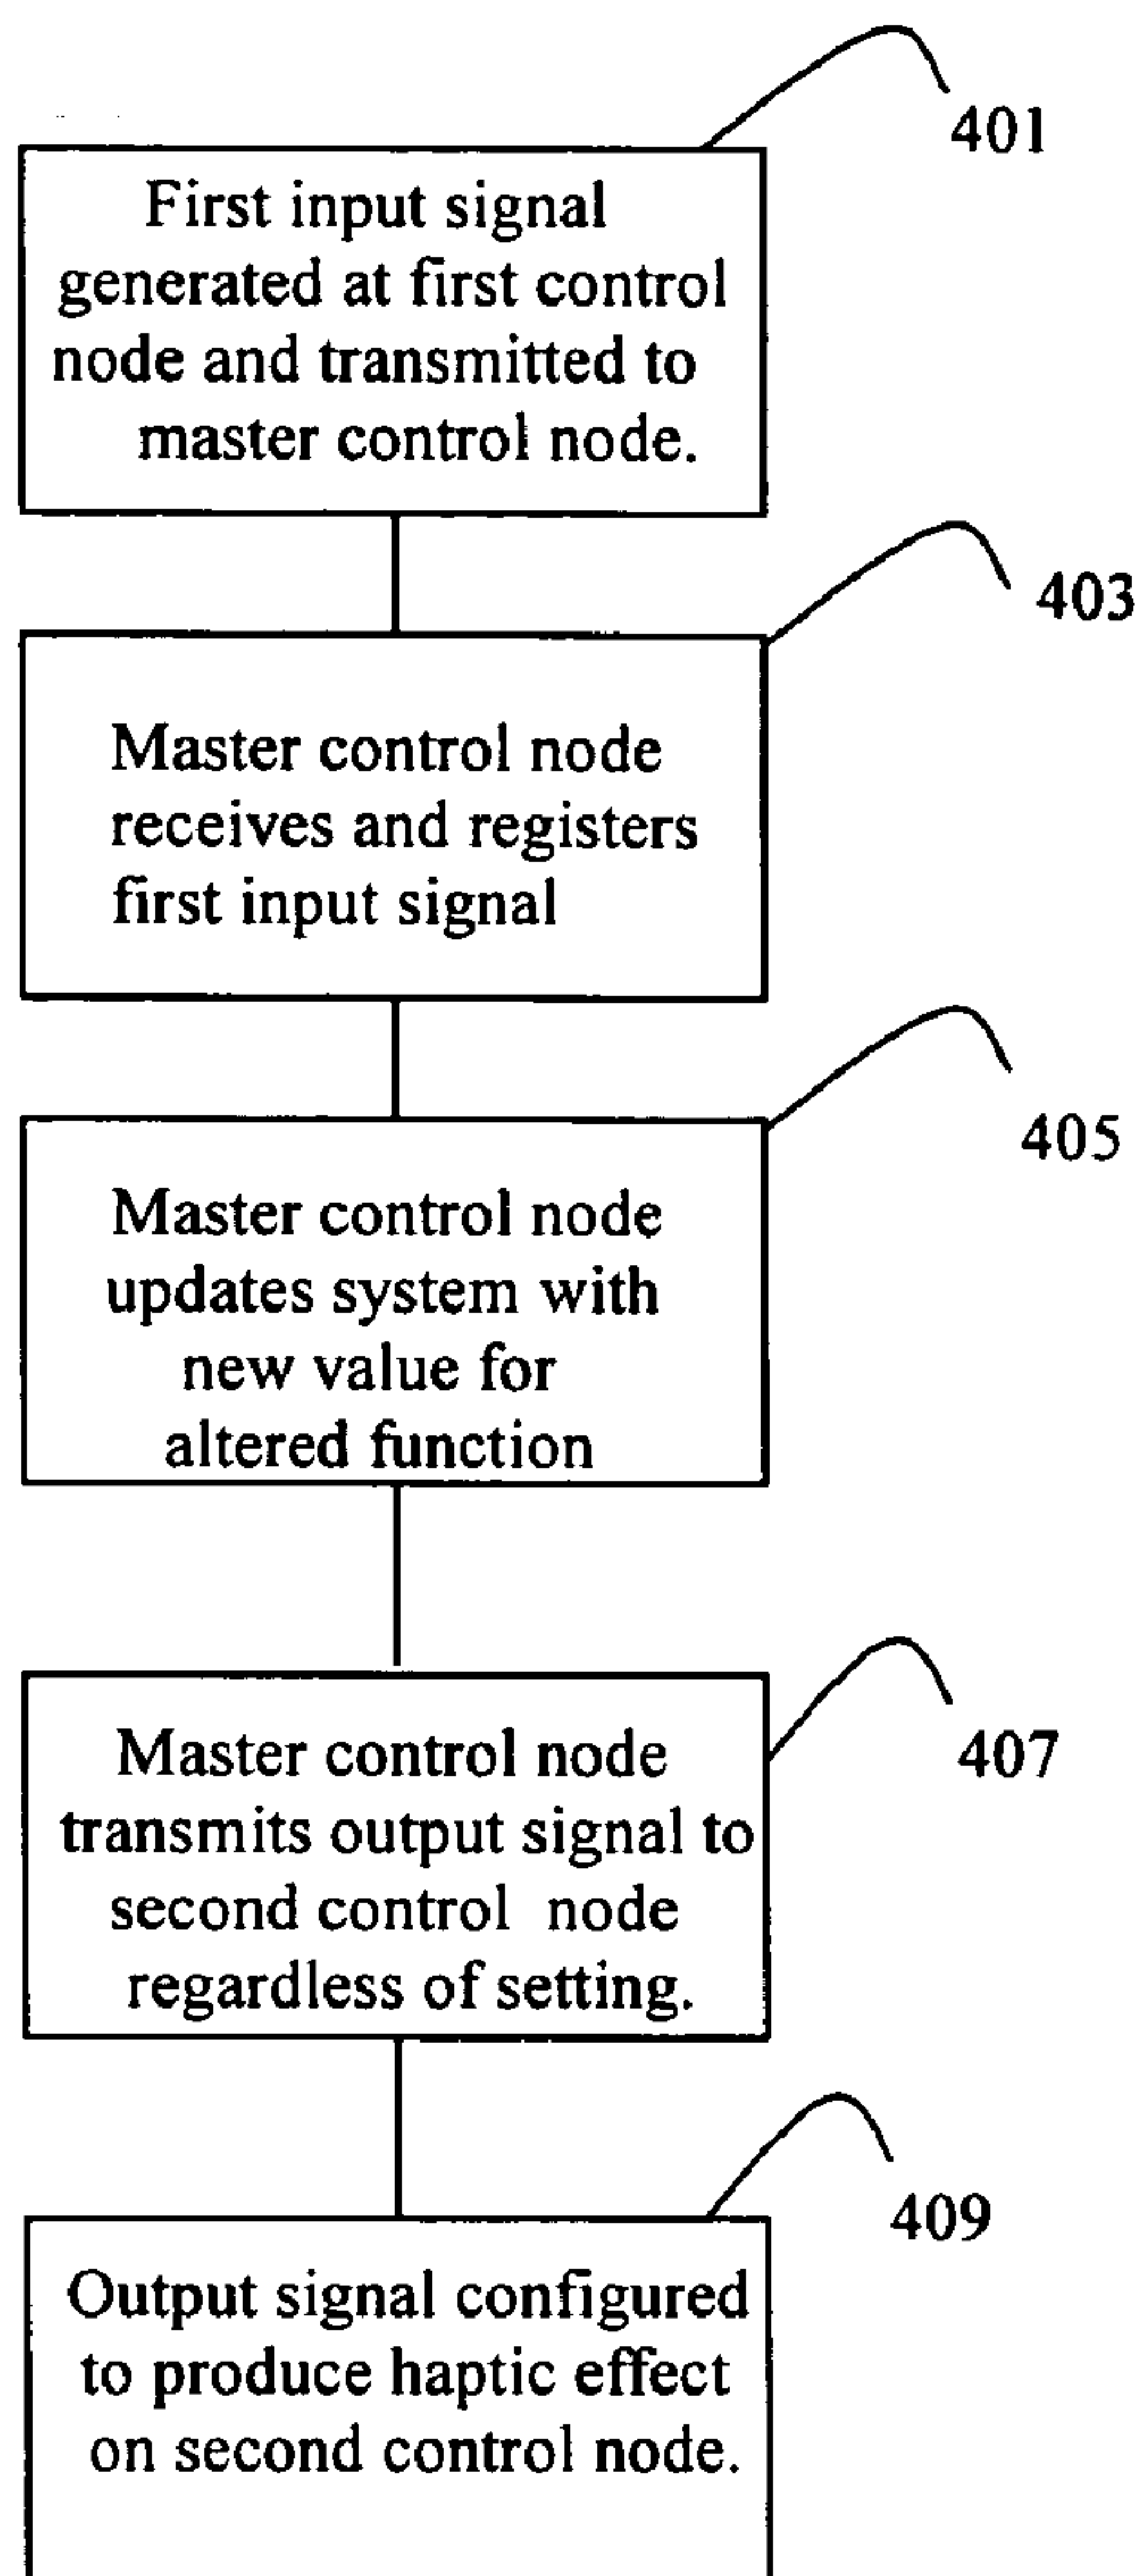 401
First input signal
generated at first control
node and transmitted to
master control node.
403
Master control node
receives and registers
first input signal
405
Master control node
updates system with
new value for
altered function
407
Master control node
transmits output signal to
second control node
regardless of setting.
409
Output signal configured
to produce haptic effect
on second control node.